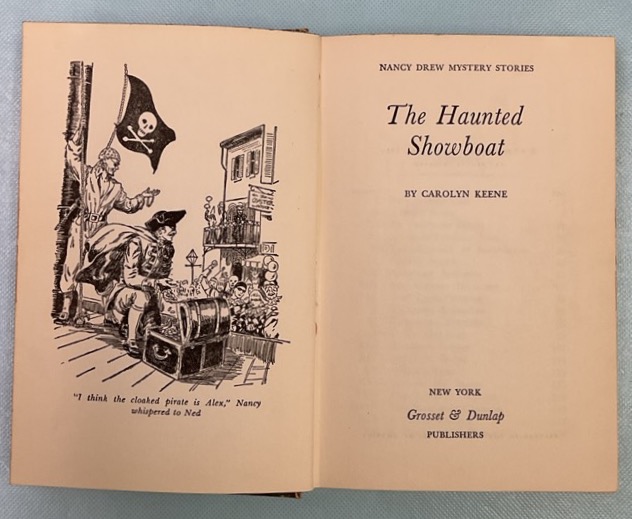 "I think the cloaked pirate is Alex," Nancy
whispered to Ned
NANCY DREW MYSTERY STORIES
The Haunted
Showboat
BY CAROLYN KEENE
NEW YORK
Grosset & Dunlap
PUBLISHERS